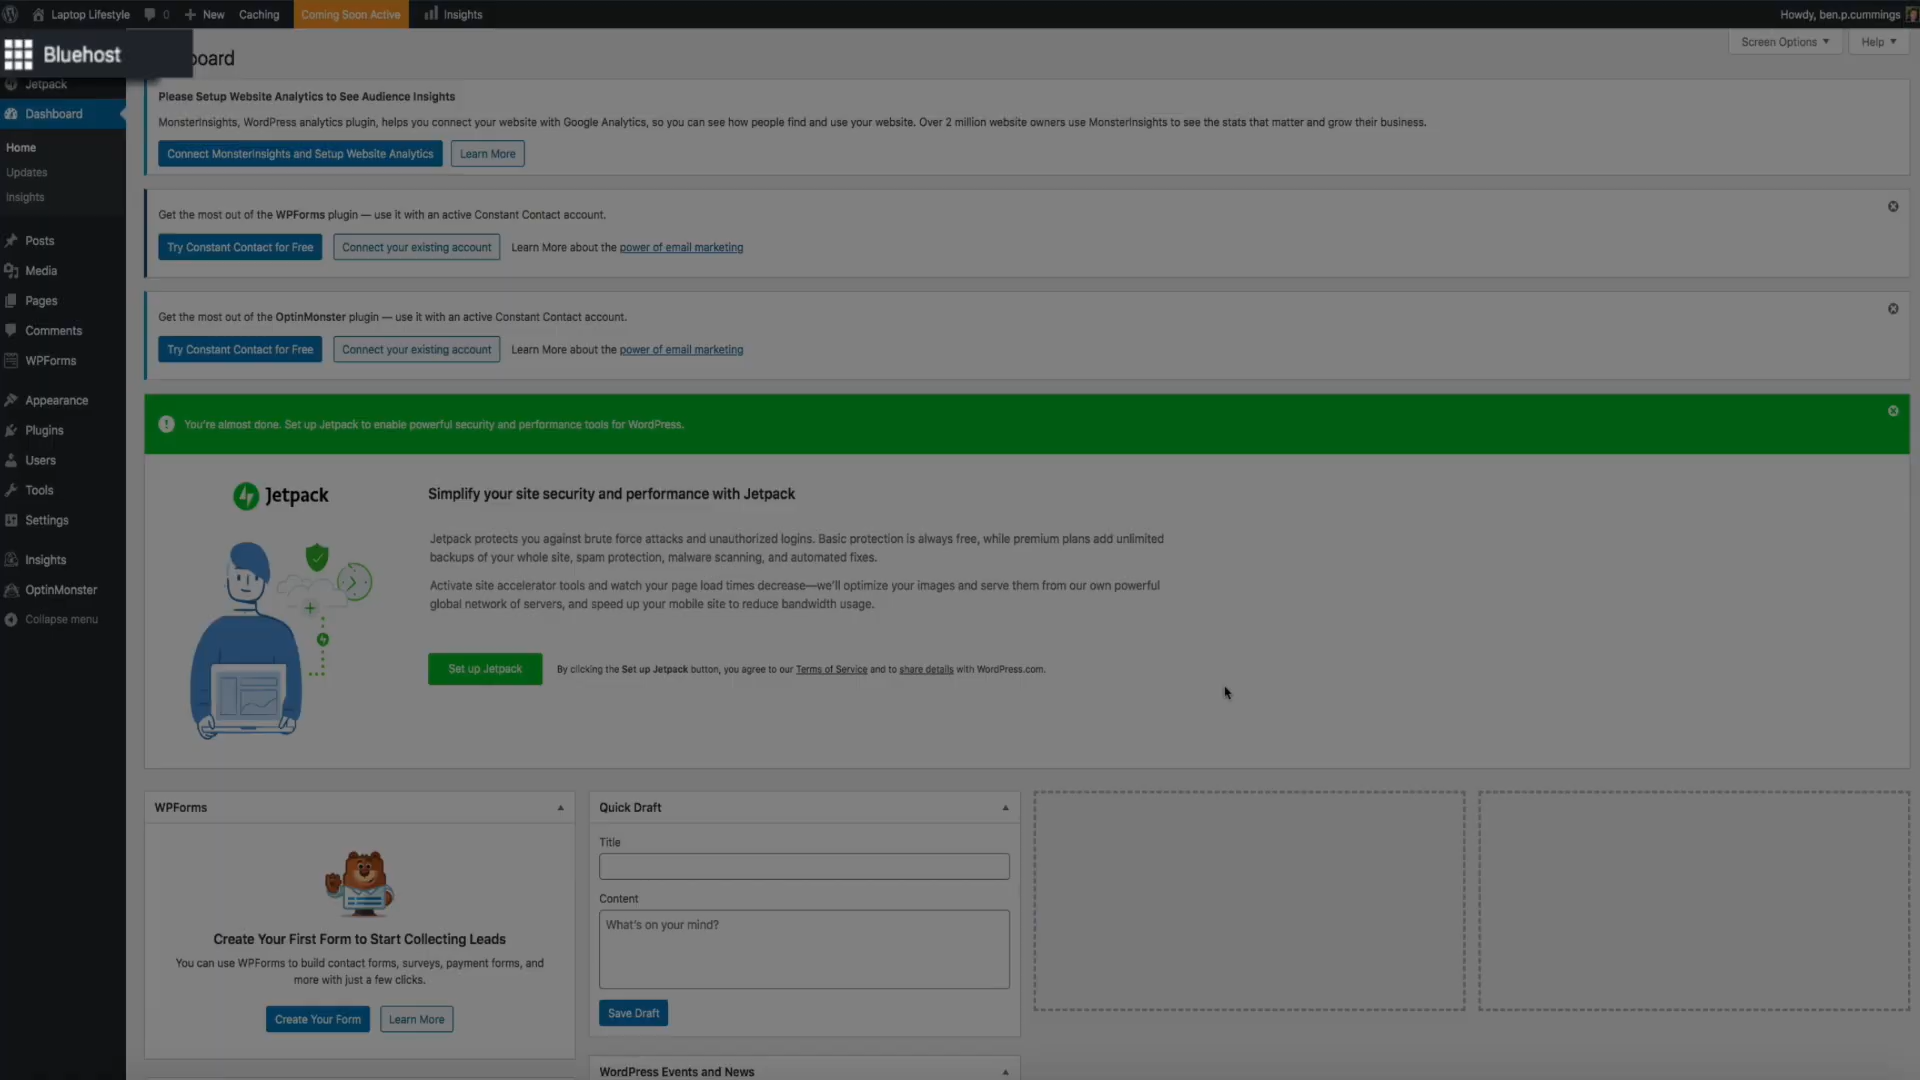 Laptop Lifestyle
0
New
Caching
Coming Soon Active
Insights
Howdy, ben.p.cummings
Bluehost
board
Screen Options
Help
Jetpack
Dashboard
Home
Updates
Insights
Posts
Media
Pages
Comments
WPForms
Appearance
Plugins
Users
Tools
Settings
Insights
OptinMonster
Collapse menu
Please Setup Website Analytics to See Audience Insights
MonsterInsights, WordPress analytics plugin, helps you connect your website with Google Analytics, so you can see how people find and use your website. Over 2 million website owners use MonsterInsights to see the stats that matter and grow their business.
Connect MonsterInsights and Setup Website Analytics
Learn More
Get the most out of the WPForms plugin — use it with an active Constant Contact account.
Try Constant Contact for Free
Connect your existing account
Learn More about the power of email marketing
Get the most out of the OptinMonster plugin — use it with an active Constant Contact account.
Try Constant Contact for Free
Connect your existing account
Learn More about the power of email marketing
You're almost done. Set up Jetpack to enable powerful security and performance tools for WordPress.
Jetpack
Simplify your site security and performance with Jetpack
Jetpack protects you against brute force attacks and unauthorized logins. Basic protection is always free, while premium plans add unlimited
backups of your whole site, spam protection, malware scanning, and automated fixes.
Activate site accelerator tools and watch your page load times decrease—we'll optimize your images and serve them from our own powerful
global network of servers, and speed up your mobile site to reduce bandwidth usage.
Set up Jetpack
By clicking the Set up Jetpack button, you agree to our Terms of Service and to share details with WordPress.com.
WPForms
Create Your First Form to Start Collecting Leads
You can use WPForms to build contact forms, surveys, payment forms, and
more with just a few clicks.
Create Your Form
Learn More
Quick Draft
Title
Content
What's on your mind?
Save Draft
WordPress Events and News